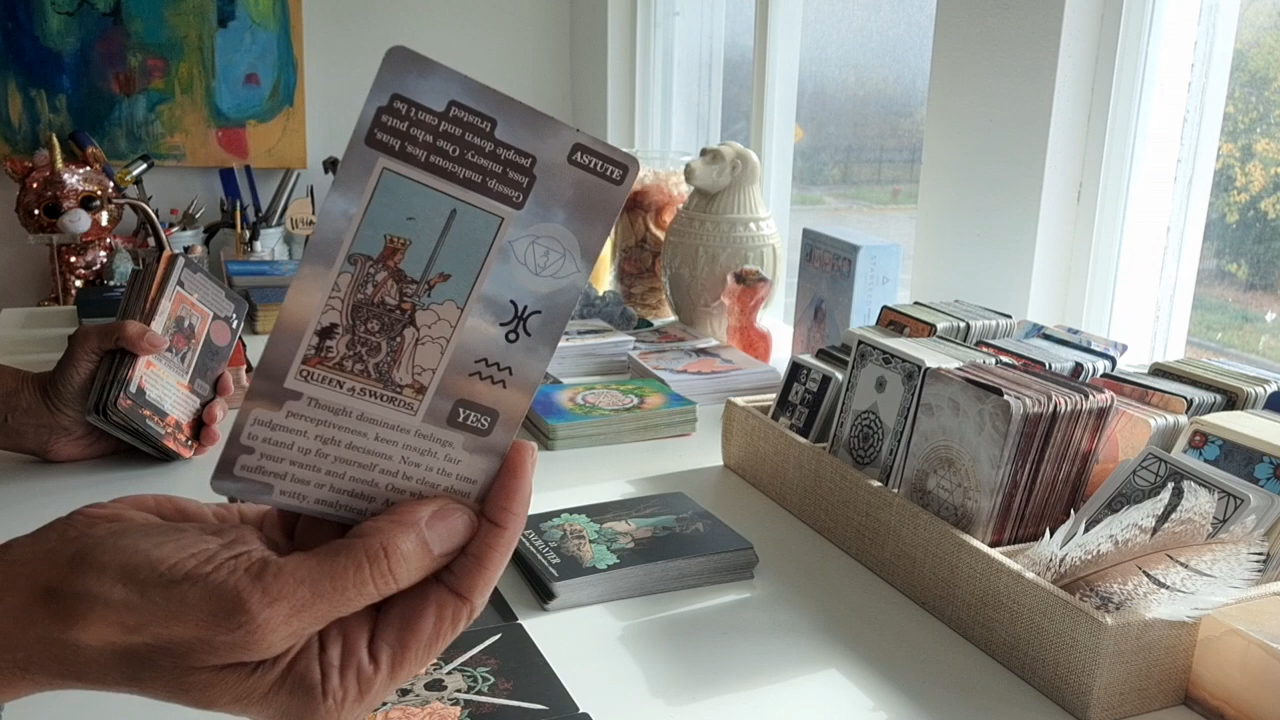 ASTUTE
Gossip, malicious lies, bias,
loss, misery. One who puts
people down and can't be
trusted
QUEEN of SWORDS.
YES
Thought dominates feelings,
perceptiveness, keen insight, fair
judgment, right decisions. Now is the time
to stand up for yourself and be clear about
your wants and needs. One who
suffered loss or hardship.
witty, analytical